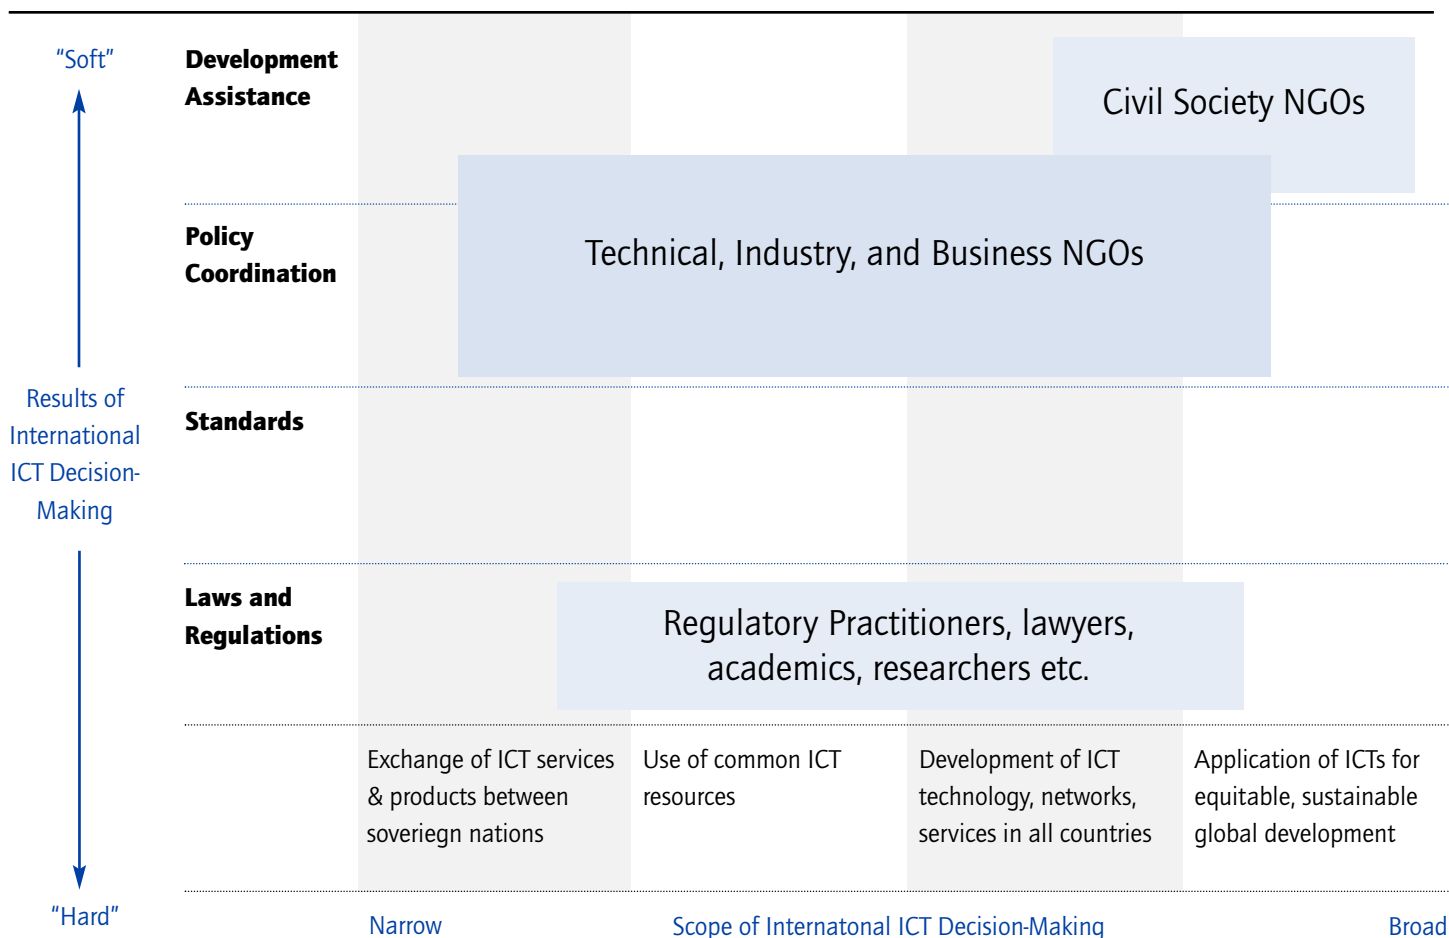 “Soft”
Development
Assistance
Civil Society NGOs
Policy
Coordination
Technical, Industry, and Business NGOs
Results of
International
ICT Decision-
Making
Standards
Laws and
Regulations
Regulatory Practitioners, lawyers,
academics, researchers etc.
Exchange of ICT services
& products between
soveriegn nations
Use of common ICT
resources
Development of ICT
technology, networks,
services in all countries
Application of ICTs for
equitable, sustainable
global development
“Hard”
Narrow
Scope of Internatonal ICT Decision-Making
Broad